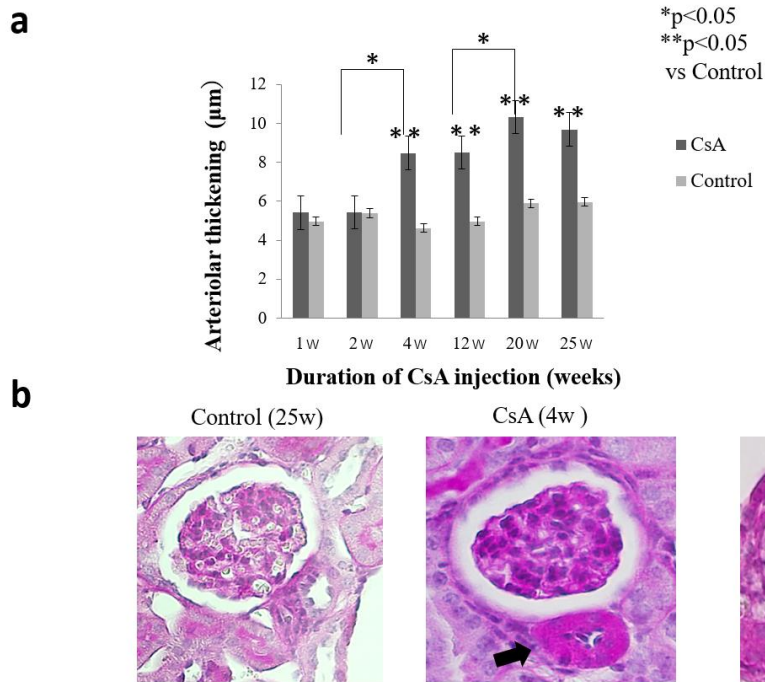 a
*p<0.05
**p<0.05
vs Control
*
*
**
**
**
**
12
10
8
6
4
2
0
Arteriolar thickening (μm)
CsA
Control
1w 2w 4w 12w 20w 25w
Duration of CsA injection (weeks)
b
Control (25w) CsA (4w )